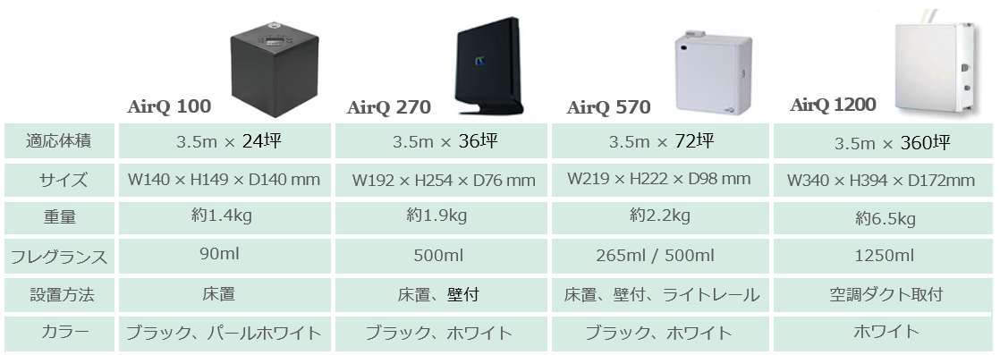 AirQ 100 AirQ 270 AirQ 570 AirQ 1200
適応体積 3.5m × 24坪 3.5m × 36坪 3.5m × 72坪 3.5m × 360坪
サイズ W140 × H149 × D140 mm W192 × H254 × D76 mm W219 × H222 × D98 mm W340 × H394 × D172mm
重量 約1.4kg 約1.9kg 約2.2kg 約6.5kg
フレグランス 90ml 500ml 265ml / 500ml 1250ml
設置方法 床置 床置、壁付 床置、壁付、ライトレール 空調ダクト取付
カラー ブラック、パールホワイト ブラック、ホワイト ブラック、ホワイト ホワイト